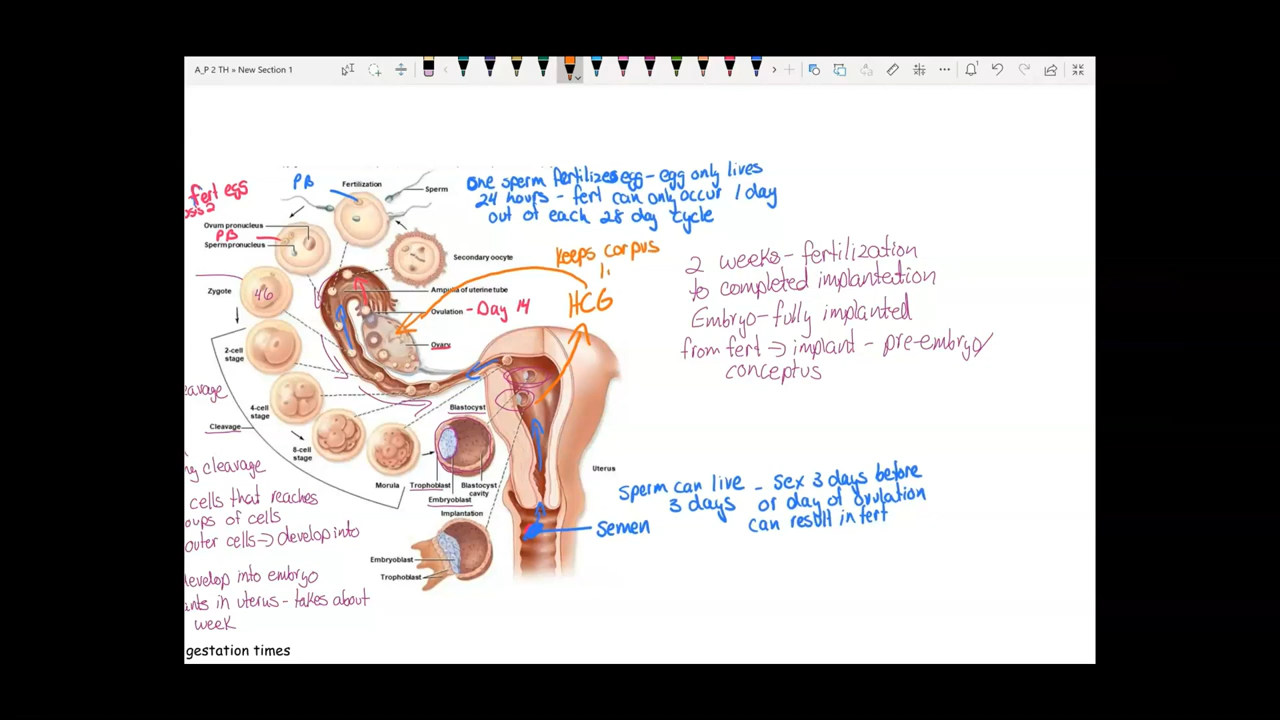 A_P 2 TH » New Section 1
fert egg
PB
Fertilization
Sperm
one sperm fertilizes egg - egg only lives
24 hours - fert can only occur 1 day
out of each 28 day cycle
Ovum pronucleus
PB
Sperm pronucleus
Secondary oocyte
keeps corpus
Zygote
46
Ampulla of uterine tube
HCG
Ovulation - Day 14
Ovary
2 weeks - fertilization
to completed implantation
Embryo - fully implanted
from fert → implant - pre-embryo/
conceptus
2-cell
stage
4-cell
stage
Cleavage
8-cell
stage
Morula
Blastocyst
Trophoblast
Blastocyst
cavity
Embryoblast
Implantation
Uterus
cleavage
cells that reaches
oups of cells
outer cells → develop into
develop into embryo
ants in uterus - takes about
week
Embryoblast
Trophoblast
Semen
sperm can live - sex 3 days before
3 days or day of ovulation
can result in fert
gestation times